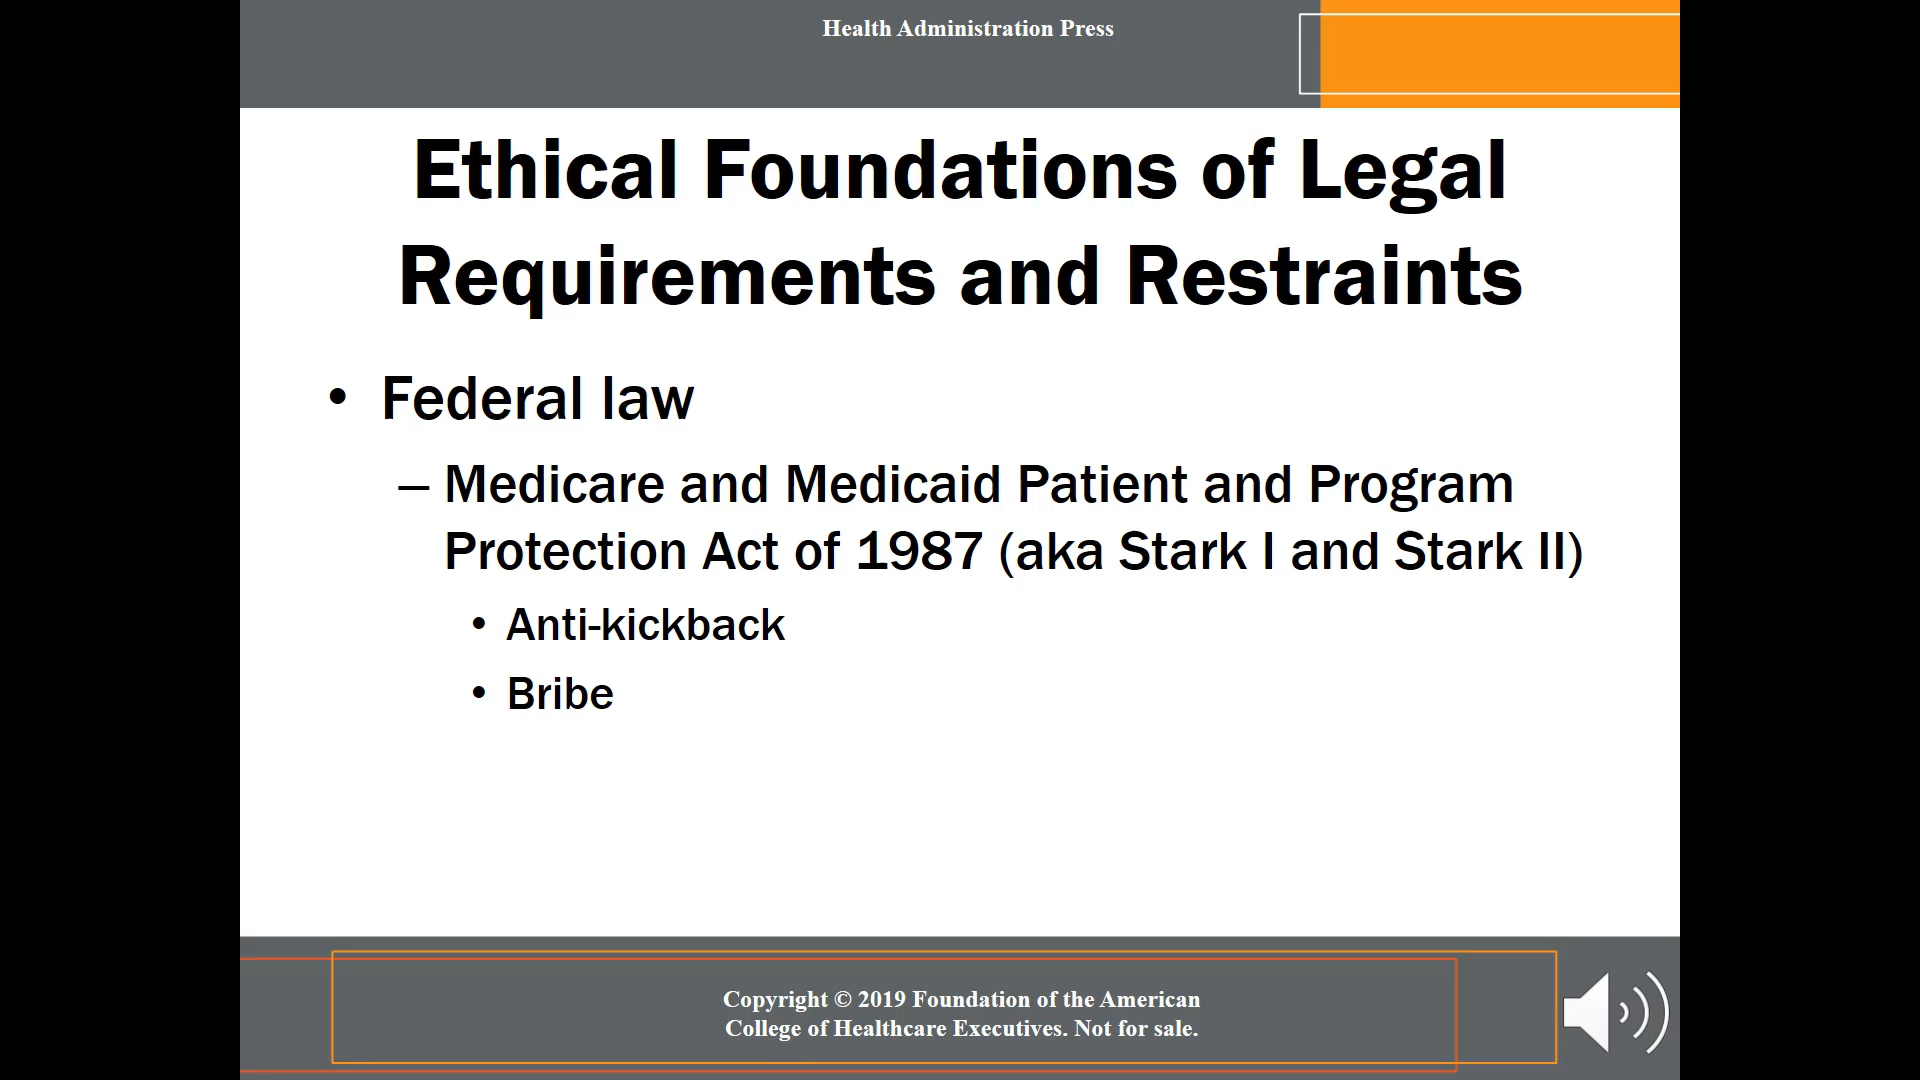 Health Administration Press
Ethical Foundations of Legal
Requirements and Restraints
• Federal law
– Medicare and Medicaid Patient and Program
Protection Act of 1987 (aka Stark I and Stark II)
• Anti-kickback
• Bribe
Copyright © 2019 Foundation of the American
College of Healthcare Executives. Not for sale.